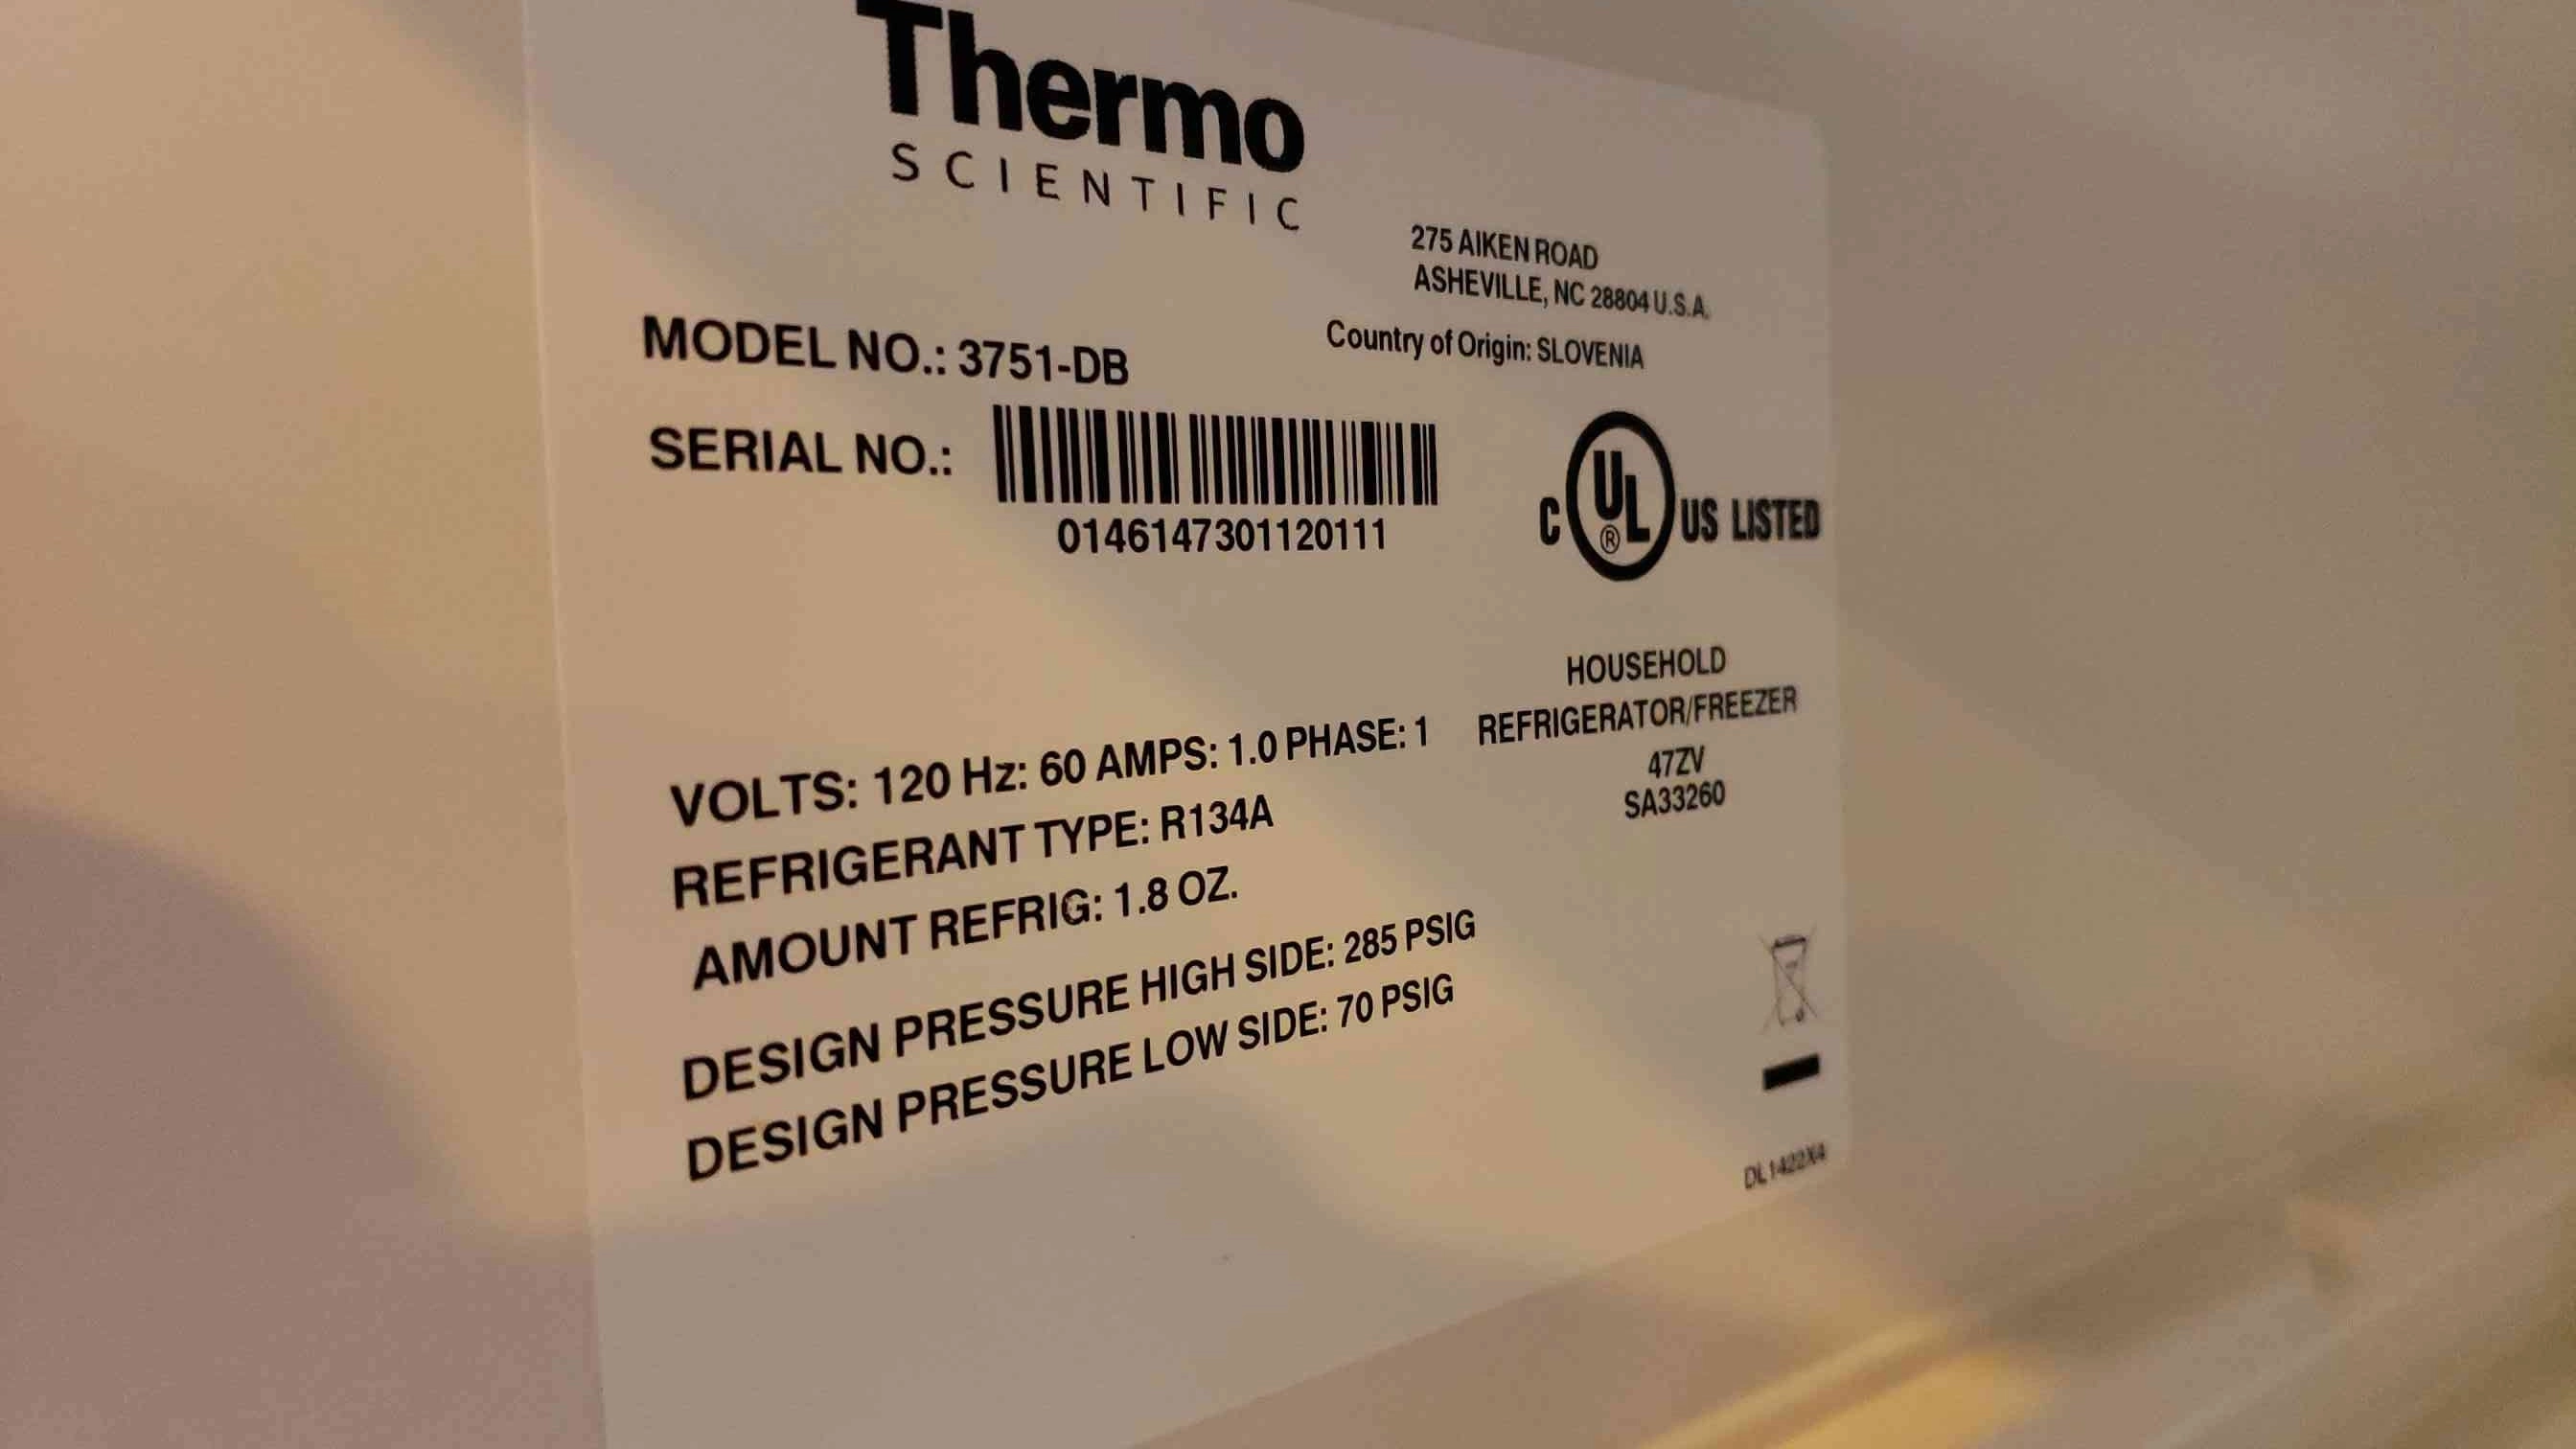 Thermo
SCIENTIFIC
275 AIKEN ROAD
ASHEVILLE, NC 28804 U.S.A.
Country of Origin: SLOVENIA
MODEL NO.: 3751-DB
SERIAL NO.:
0146147301120111
C UL ® US LISTED
HOUSEHOLD
REFRIGERATOR/FREEZER
47ZV
SA33260
VOLTS: 120 Hz: 60 AMPS: 1.0 PHASE: 1
REFRIGERANT TYPE: R134A
AMOUNT REFRIG: 1.8 OZ.
DESIGN PRESSURE HIGH SIDE: 285 PSIG
DESIGN PRESSURE LOW SIDE: 70 PSIG
DL1422X4